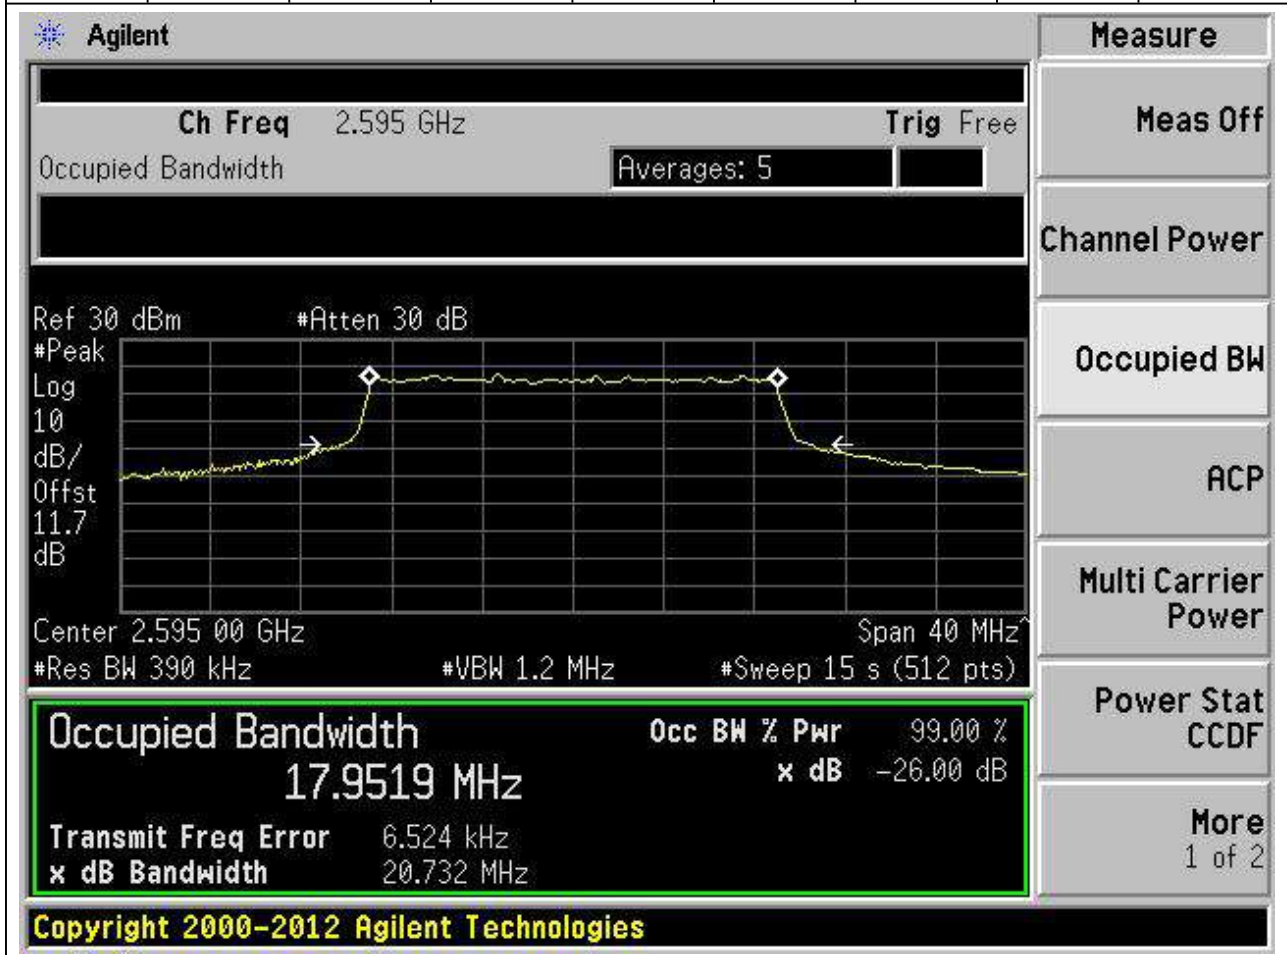 Agilent
Measure
Ch Freq 2.595 GHz Trig Free
Meas Off
Occupied Bandwidth Averages: 5
Channel Power
Ref 30 dBm #Atten 30 dB
#Peak
Log
10
dB/
Offst
11.7
dB
Occupied BW
ACP
Center 2.595 00 GHz Span 40 MHz^
#Res BW 390 kHz #VBW 1.2 MHz #Sweep 15 s (512 pts)
Multi Carrier
Power
Occupied Bandwidth Occ BW % Pwr 99.00 %
17.9519 MHz x dB -26.00 dB
Power Stat
CCDF
Transmit Freq Error 6.524 kHz
x dB Bandwidth 20.732 MHz
More
1 of 2
Copyright 2000-2012 Agilent Technologies